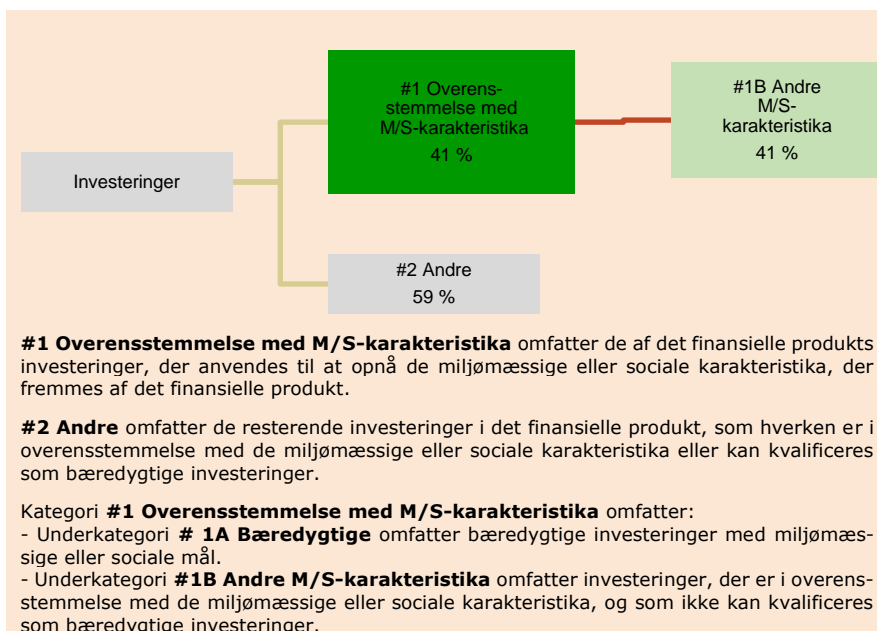 #1 Overens-
stemmelse med
M/S-karakteristika
41 %
#1B Andre
M/S-
karakteristika
41 %
Investeringer
#2 Andre
59 %
#1 Overensstemmelse med M/S-karakteristika omfatter de af det finansielle produkts
investeringer, der anvendes til at opnå de miljømæssige eller sociale karakteristika, der
fremmes af det finansielle produkt.
#2 Andre omfatter de resterende investeringer i det finansielle produkt, som hverken er i
overensstemmelse med de miljømæssige eller sociale karakteristika eller kan kvalificeres
som bæredygtige investeringer.
Kategori #1 Overensstemmelse med M/S-karakteristika omfatter:
- Underkategori # 1A Bæredygtige omfatter bæredygtige investeringer med miljømæs-
sige eller sociale mål.
- Underkategori #1B Andre M/S-karakteristika omfatter investeringer, der er i overens-
stemmelse med de miljømæssige eller sociale karakteristika, og som ikke kan kvalificeres
som bæredygtige investeringer.